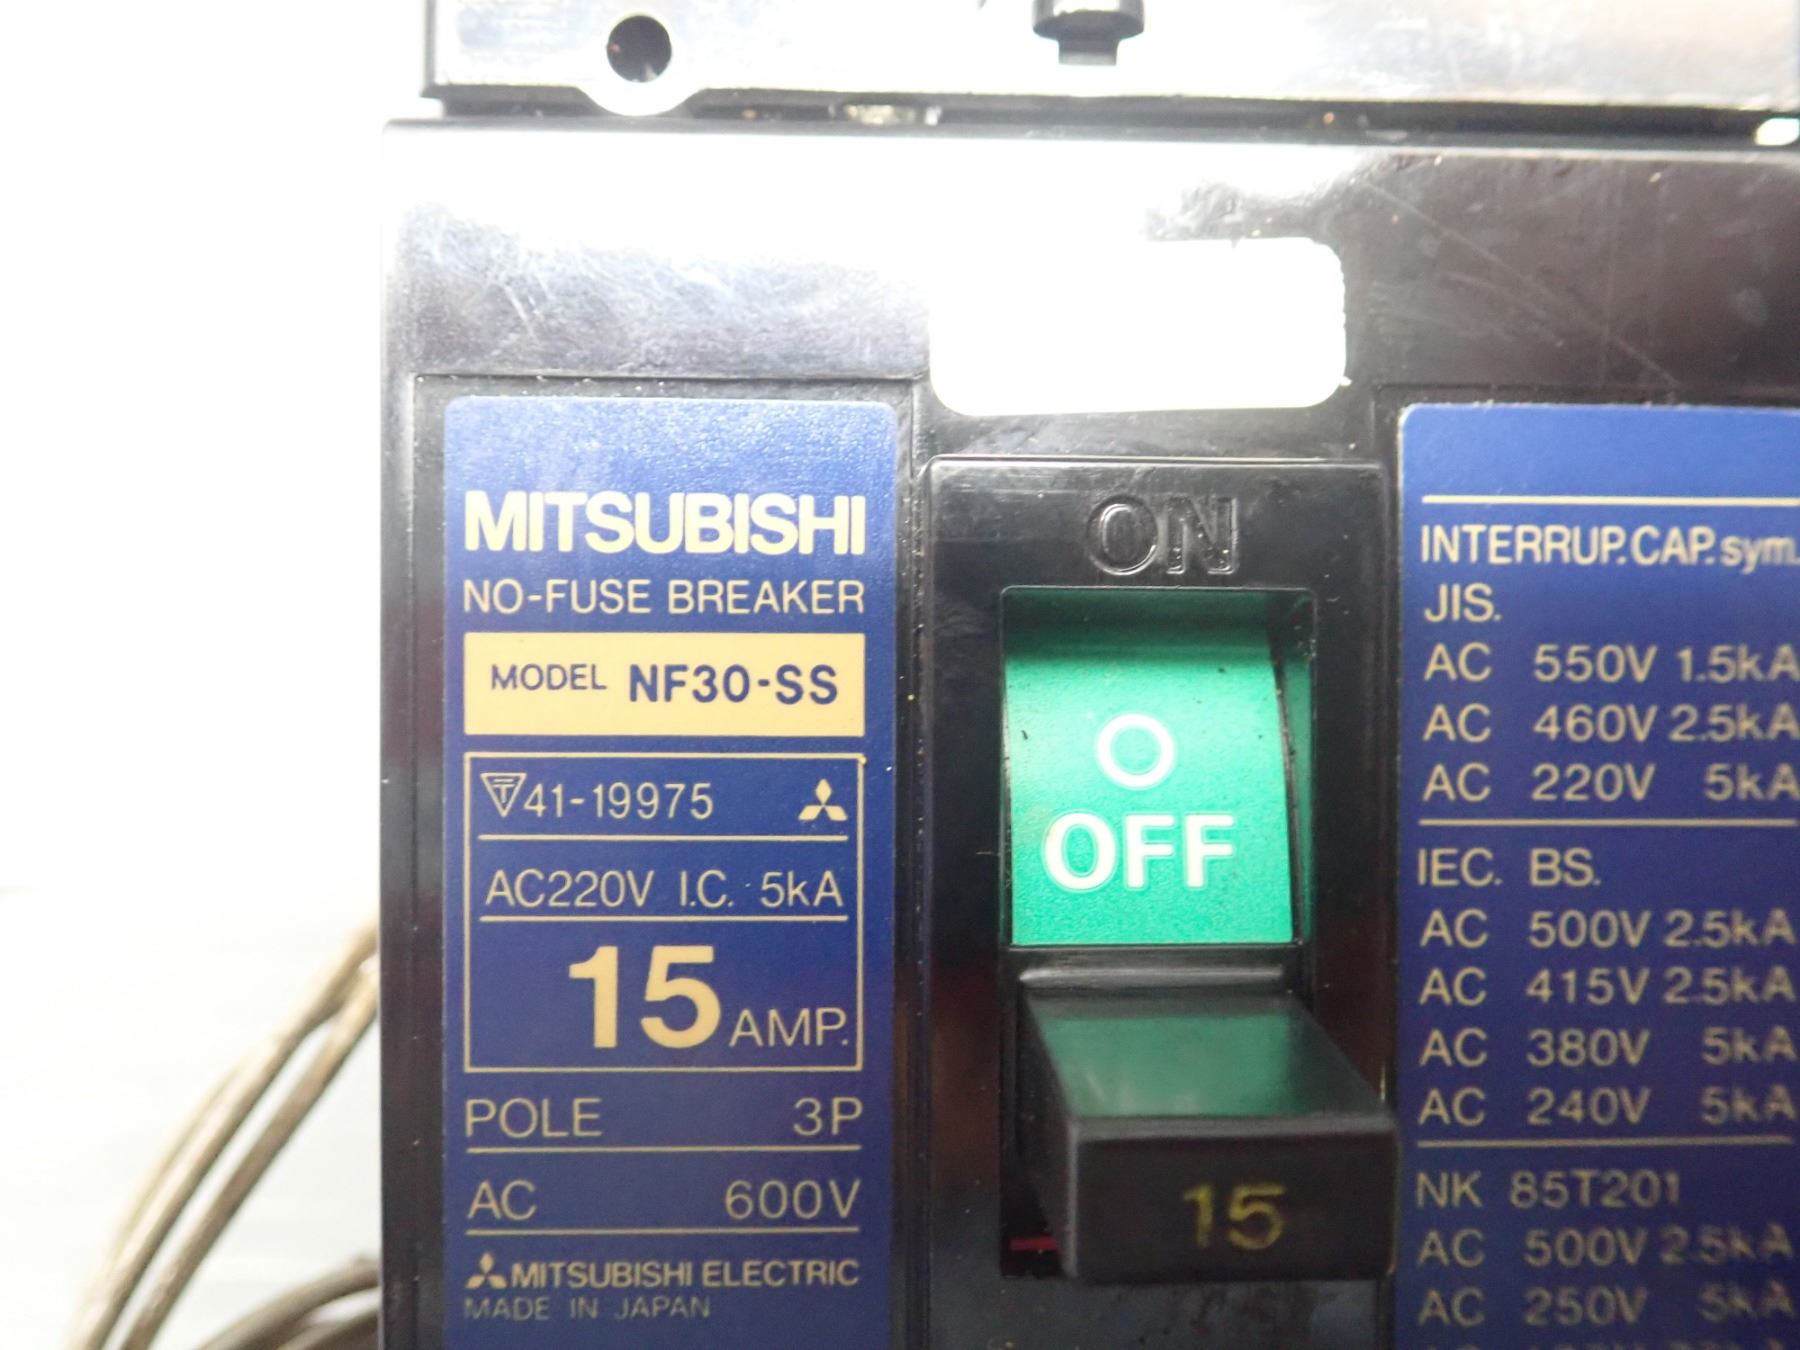 MITSUBISHI
NO-FUSE BREAKER
MODEL NF30-SS
41-19975
AC220V I.C. 5kA
15 AMP.
POLE 3P
AC 600V
MITSUBISHI ELECTRIC
MADE IN JAPAN
ON
OFF
15
INTERRUP.CAP.sym.
JIS.
AC 550V 1.5kA
AC 460V 2.5kA
AC 220V 5kA
IEC. BS.
AC 500V 2.5kA
AC 415V 2.5kA
AC 380V 5kA
AC 240V 5kA
NK 85T201
AC 500V 2.5kA
AC 250V 5kA